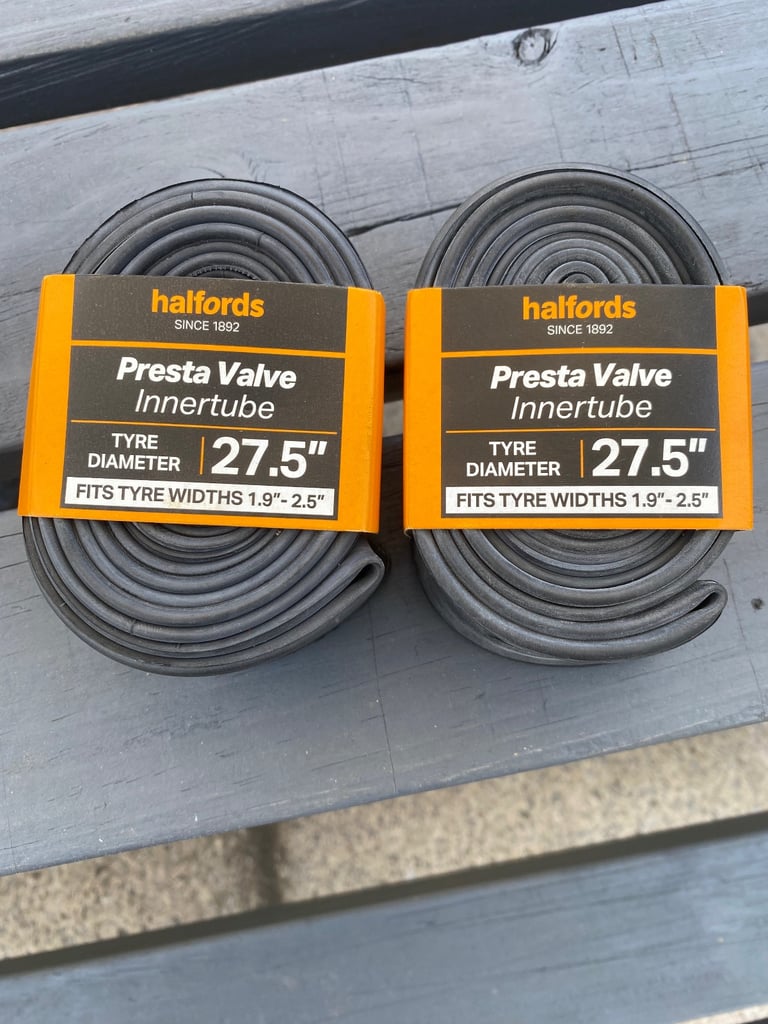 halfords
SINCE 1892
Presta Valve
Innertube
TYRE
DIAMETER
27.5"
FITS TYRE WIDTHS 1.9"- 2.5"
halfords
SINCE 1892
Presta Valve
Innertube
TYRE
DIAMETER
27.5"
FITS TYRE WIDTHS 1.9"- 2.5"